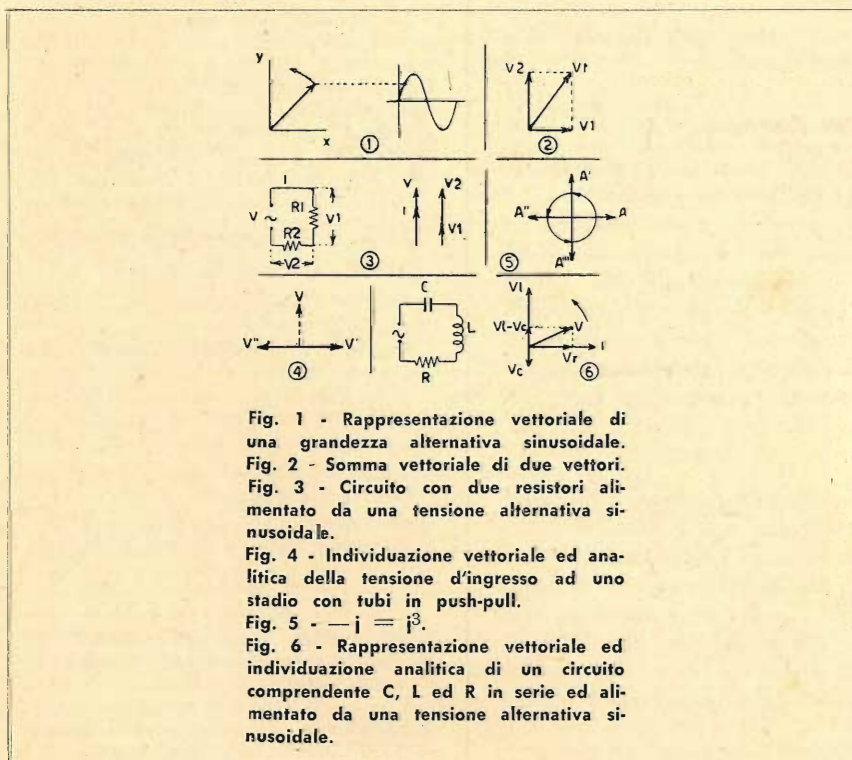 y
x
①
V2
Vt
V1
②
I
V
R1
V1
R2
V2
③
V
I
V2
V1
A'
A''
A
A'''
⑤
V
V''
V'
④
C
L
R
Vl
Vl-Vc
V
I
Vr
Vc
⑥
Fig. 1 - Rappresentazione vettoriale di
una grandezza alternativa sinusoidale.
Fig. 2 - Somma vettoriale di due vettori.
Fig. 3 - Circuito con due resistori ali-
mentato da una tensione alternativa si-
nusoidale.
Fig. 4 - Individuazione vettoriale ed ana-
litica della tensione d'ingresso ad uno
stadio con tubi in push-pull.
Fig. 5 - — j = j³.
Fig. 6 - Rappresentazione vettoriale ed
individuazione analitica di un circuito
comprendente C, L ed R in serie ed ali-
mentato da una tensione alternativa si-
nusoidale.